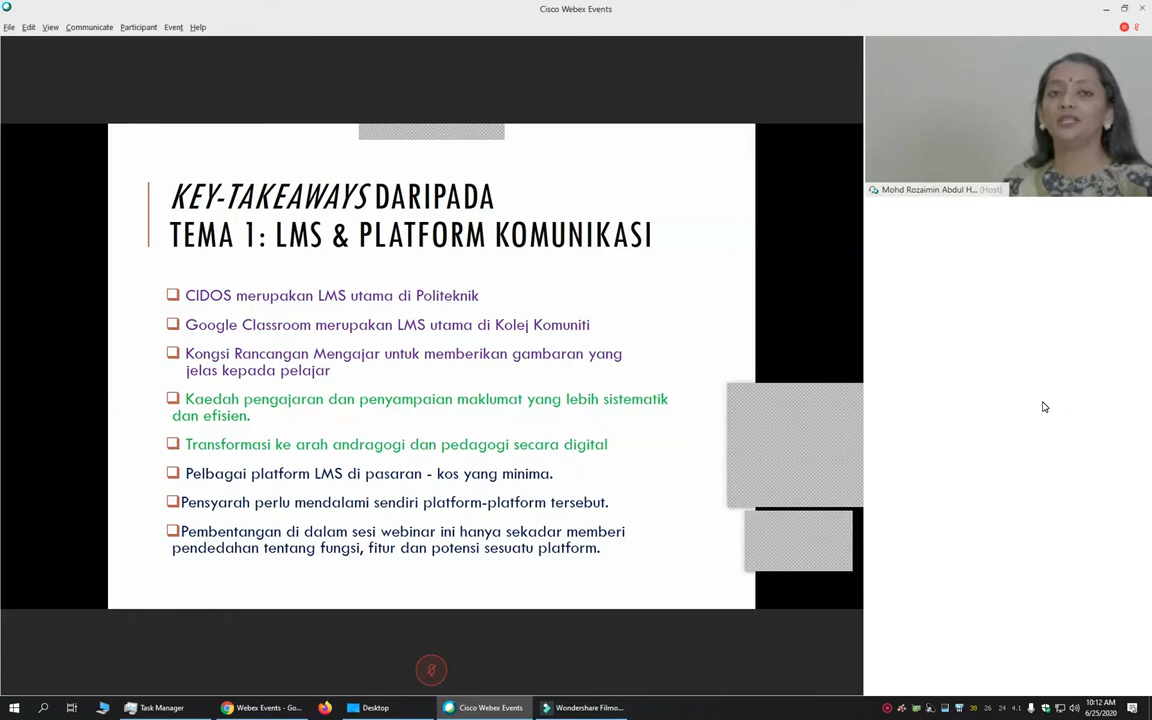 Cisco Webex Events
File Edit View Communicate Participant Event Help
Mohd Rozaimin Abdul H... (Host)
KEY-TAKEAWAYS DARIPADA
TEMA 1: LMS & PLATFORM KOMUNIKASI
CIDOS merupakan LMS utama di Politeknik
Google Classroom merupakan LMS utama di Kolej Komuniti
Kongsi Rancangan Mengajar untuk memberikan gambaran yang
jelas kepada pelajar
Kaedah pengajaran dan penyampaian maklumat yang lebih sistematik
dan efisien.
Transformasi ke arah andragogi dan pedagogi secara digital
Pelbagai platform LMS di pasaran - kos yang minima.
Pensyarah perlu mendalami sendiri platform-platform tersebut.
Pembentangan di dalam sesi webinar ini hanya sekadar memberi
pendedahan tentang fungsi, fitur dan potensi sesuatu platform.
Task Manager Webex Events - Go... Desktop Cisco Webex Events Wondershare Filmo... 38 26 24 4.1 10:12 AM
6/25/2020